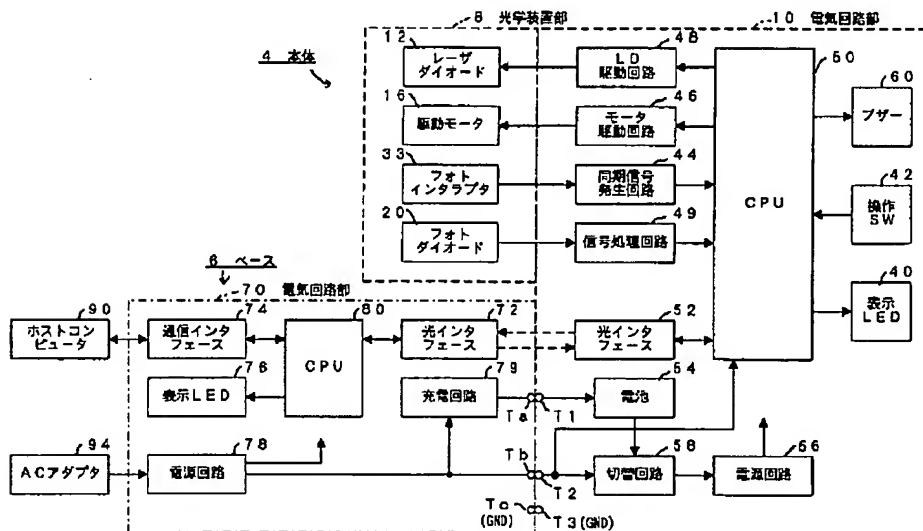 8 光学装置部
10 電気回路部
4 本体
12
レーザ
ダイオード
48
LD
駆動回路
50
CPU
60
ブザー
16
駆動モータ
46
モータ
駆動回路
33
フォト
インタラプタ
44
同期信号
発生回路
42
操作
SW
20
フォト
ダイオード
49
信号処理回路
6 ベース
70 電気回路部
40
表示
LED
90
ホストコン
ピュータ
74
通信インタ
フェース
80
CPU
72
光インタ
フェース
52
光インタ
フェース
76
表示LED
79
充電回路
Ta
T1
54
電池
94
ACアダプタ
78
電源回路
Tb
T2
58
切替回路
56
電源回路
Tc
(GND)
T3(GND)